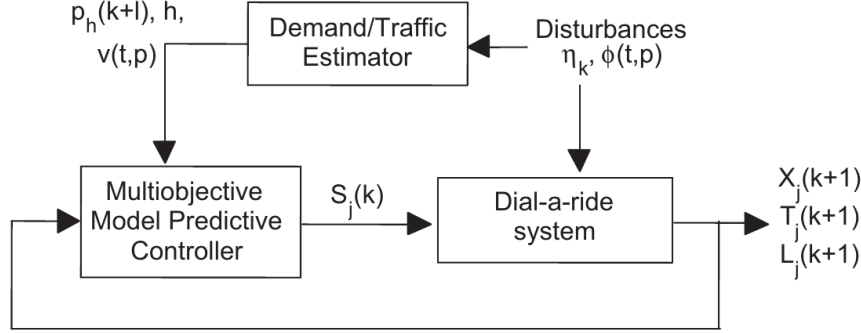 p_h(k+l), h,
v(t,p)
Demand/Traffic
Estimator
Disturbances
η_k, ϕ(t,p)
Multiobjective
Model Predictive
Controller
S_j(k)
Dial-a-ride
system
X_j(k+1)
T_j(k+1)
L_j(k+1)